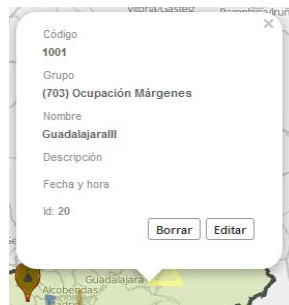 Vitoria/Gasteiz
Código
1001
Grupo
(703) Ocupación Márgenes
Nombre
GuadalajaraIII
Descripción
Fecha y hora
Id: 20
Borrar
Editar
Guadalajara
Alcobendas